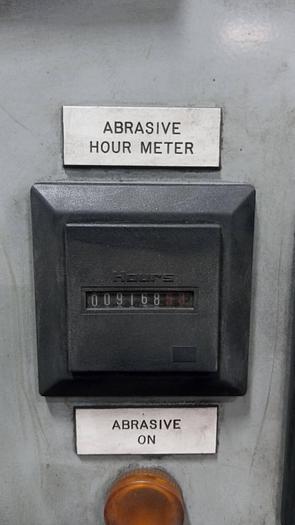 ABRASIVE
HOUR METER
Hours
009168
ABRASIVE
ON